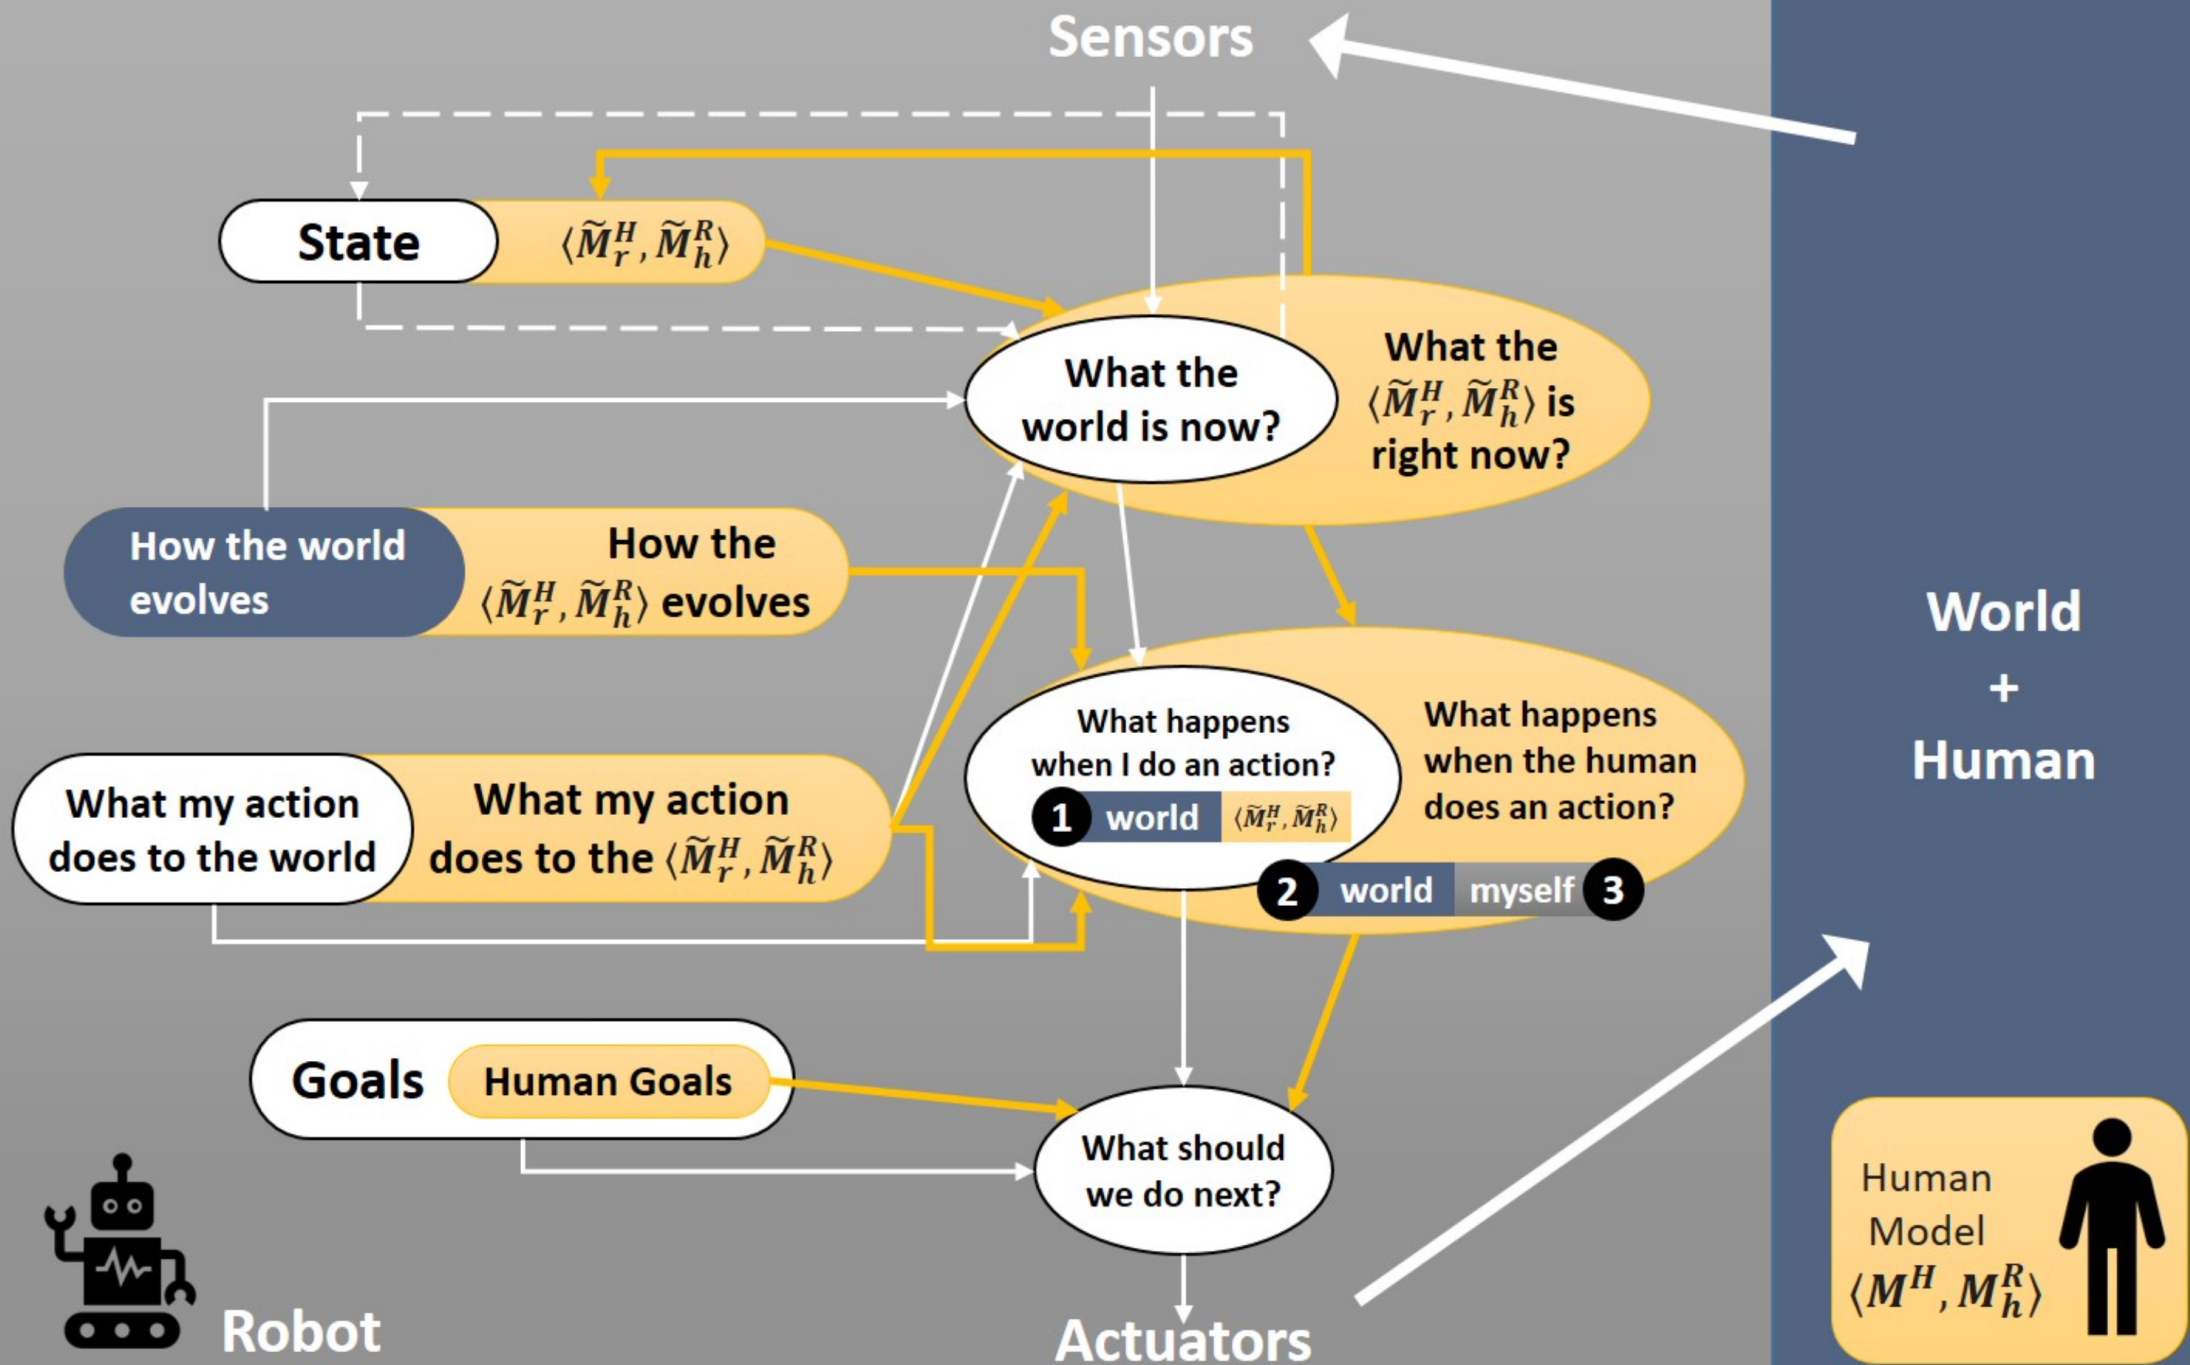 Sensors
State
⟨M̃ᴴᵣ, M̃ᴿₕ⟩
What the
world is now?
What the
⟨M̃ᴴᵣ, M̃ᴿₕ⟩ is
right now?
How the world
evolves
How the
⟨M̃ᴴᵣ, M̃ᴿₕ⟩ evolves
What my action
does to the world
What my action
does to the ⟨M̃ᴴᵣ, M̃ᴿₕ⟩
What happens
when I do an action?
1 world ⟨M̃ᴴᵣ, M̃ᴿₕ⟩
What happens
when the human
does an action?
2 world myself 3
Goals
Human Goals
What should
we do next?
Actuators
Robot
World
+
Human
Human
Model
⟨Mᴴ, Mᴿₕ⟩